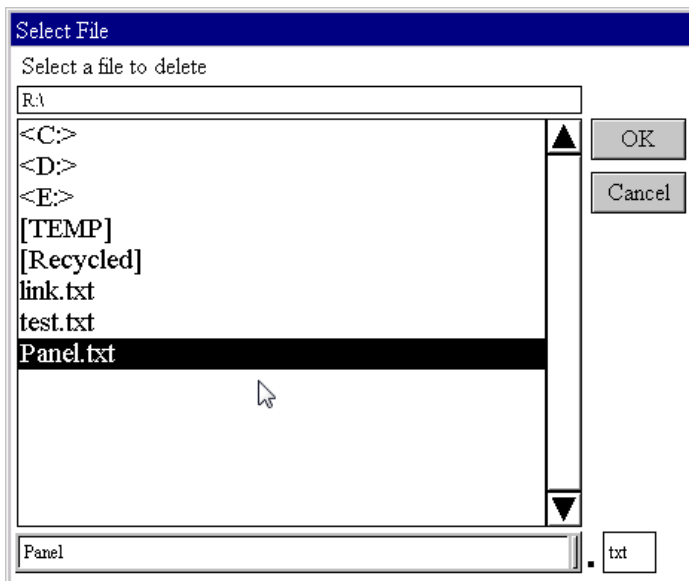 Select File
Select a file to delete
R:\
<C:>
<D:>
<E:>
[TEMP]
[Recycled]
link.txt
test.txt
Panel.txt
OK
Cancel
Panel . txt